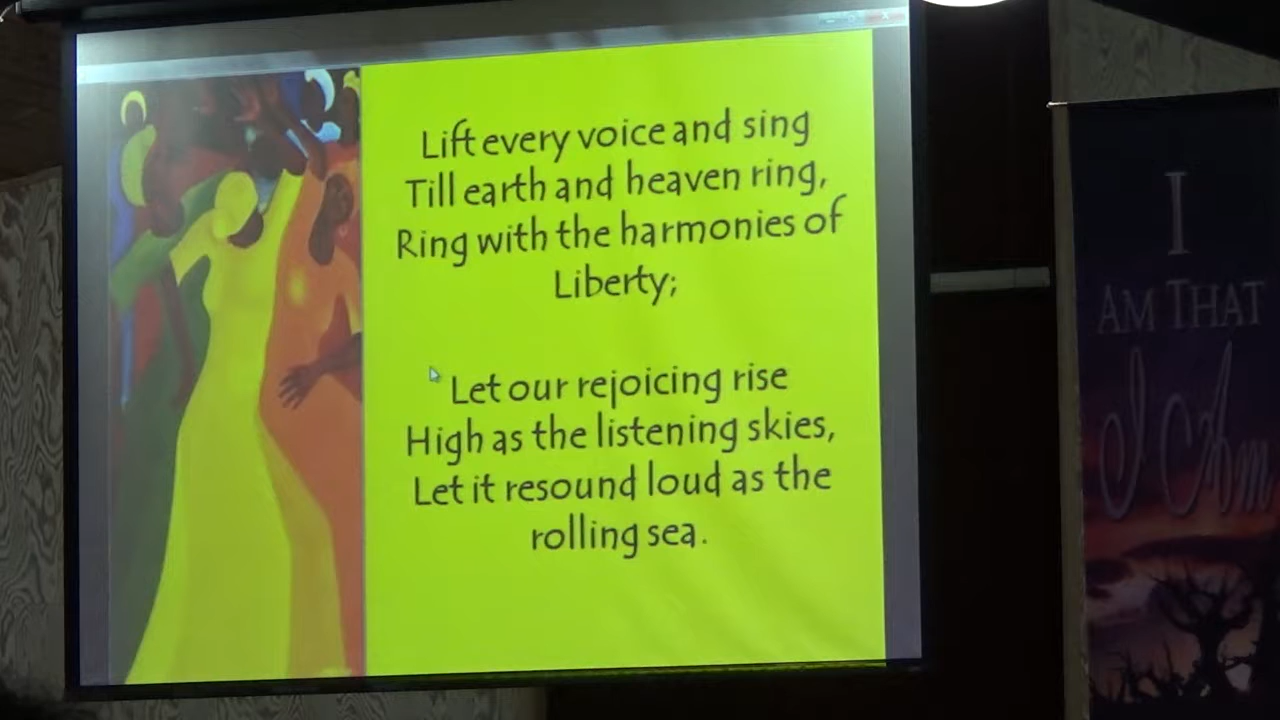 Lift every voice and sing
Till earth and heaven ring,
Ring with the harmonies of
Liberty;
Let our rejoicing rise
High as the listening skies,
Let it resound loud as the
rolling sea.
I
AM THAT
I Am